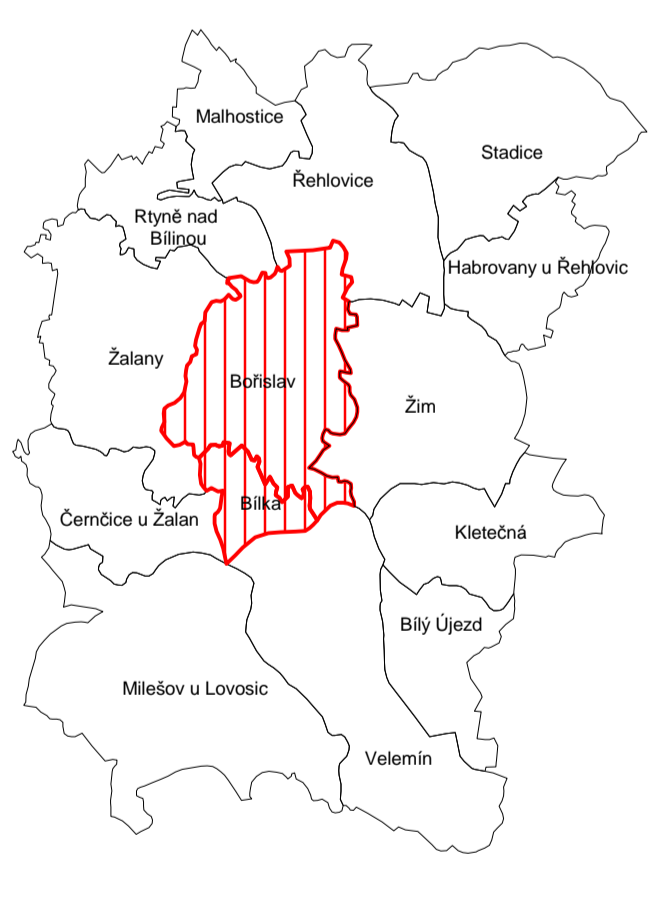 Malhostice
Stadice
Řehlovice
Rtyně nad
Bílinou
Habrovany u Řehlovic
Žalany
Bořislav
Žim
Bílka
Černčice u Žalan
Kletečná
Bílý Újezd
Milešov u Lovosic
Velemín